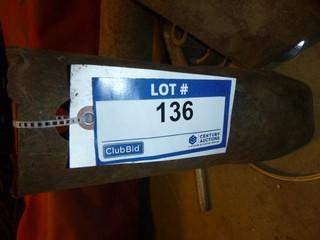 LOT #
136
ClubBid
CENTURY
AUCTIONS